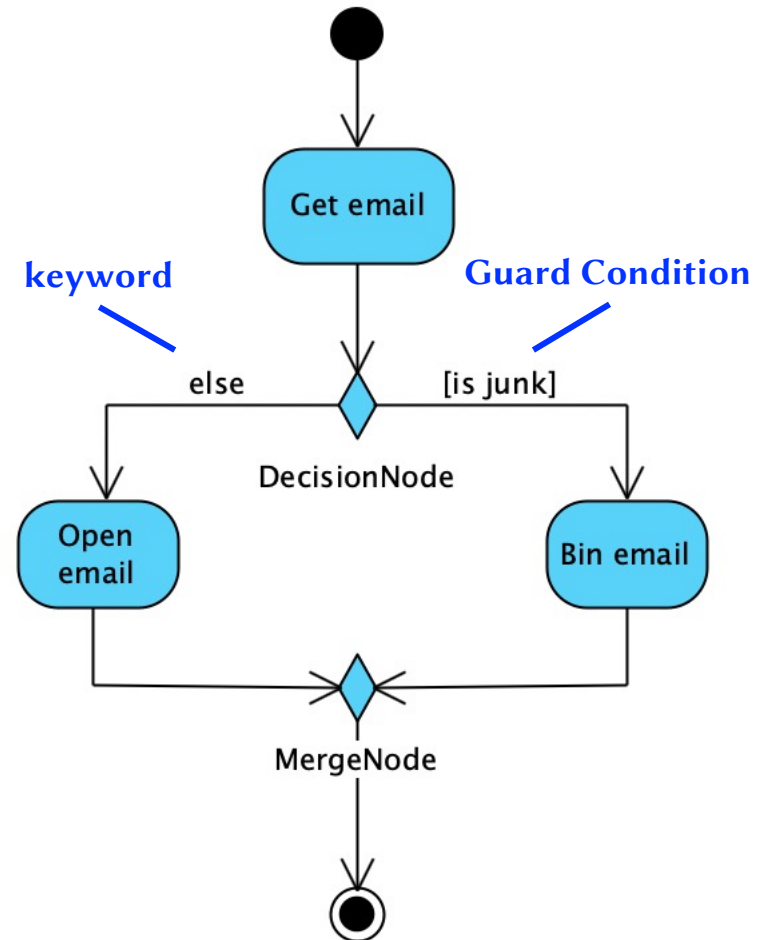 Get email
keyword
Guard Condition
else
[is junk]
DecisionNode
Open
email
Bin email
MergeNode